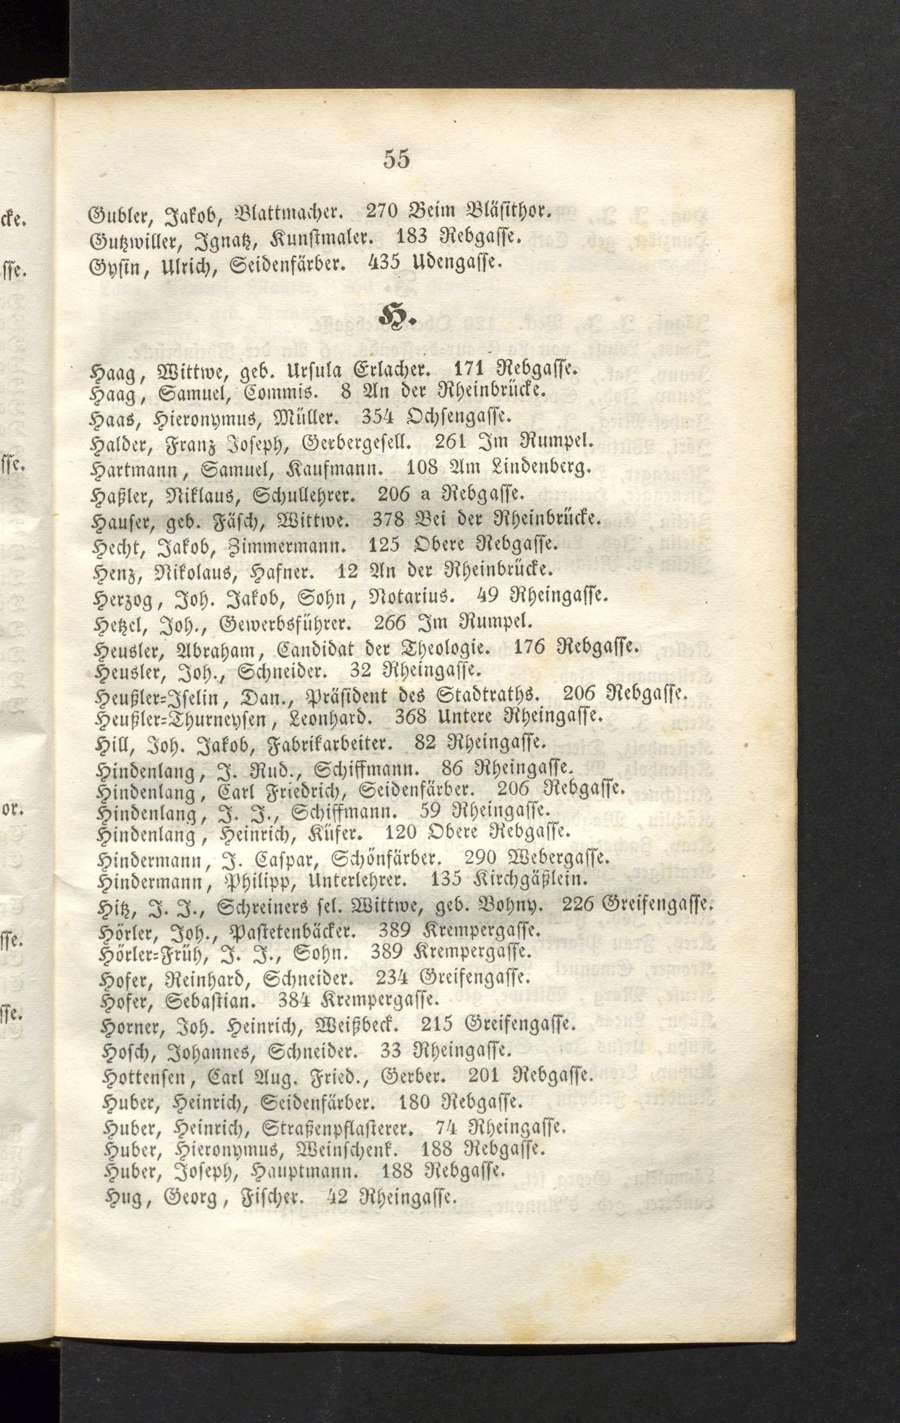 55
Gubler, Jakob, Blattmacher. 270 Beim Bläsithor.
Gutzwiller, Ignatz, Kunstmaler. 183 Rebgasse.
Gysin, Ulrich, Seidenfärber. 435 Udengasse.
H.
Haag, Wittwe, geb. Ursula Erlacher. 171 Rebgasse.
Haag, Samuel, Commis. 8 An der Rheinbrücke.
Haas, Hieronymus, Müller. 354 Ochsengasse.
Halder, Franz Joseph, Gerbergesell. 261 Im Rumpel.
Hartmann, Samuel, Kaufmann. 108 Am Lindenberg.
Haßler, Niklaus, Schullehrer. 206 a Rebgasse.
Hauser, geb. Fäsch, Wittwe. 378 Bei der Rheinbrücke.
Hecht, Jakob, Zimmermann. 125 Obere Rebgasse.
Henz, Nikolaus, Hafner. 12 An der Rheinbrücke.
Herzog, Joh. Jakob, Sohn, Notarius. 49 Rheingasse.
Hetzel, Joh., Gewerbsführer. 266 Im Rumpel.
Heusler, Abraham, Candidat der Theologie. 176 Rebgasse.
Heusler, Joh., Schneider. 32 Rheingasse.
Heußler-Iselin, Dan., Präsident des Stadtraths. 206 Rebgasse.
Heußler-Thurneysen, Leonhard. 368 Untere Rheingasse.
Hill, Joh. Jakob, Fabrikarbeiter. 82 Rheingasse.
Hindenlang, J. Rud., Schiffmann. 86 Rheingasse.
Hindenlang, Carl Friedrich, Seidenfärber. 206 Rebgasse.
Hindenlang, J. J., Schiffmann. 59 Rheingasse.
Hindenlang, Heinrich, Küfer. 120 Obere Rebgasse.
Hindermann, J. Caspar, Schönfärber. 290 Webergasse.
Hindermann, Philipp, Unterlehrer. 135 Kirchgäßlein.
Hitz, J. J., Schreiners sel. Wittwe, geb. Bohny. 226 Greifengasse.
Hörler, Joh., Pastetenbäcker. 389 Krempergasse.
Hörler-Früh, J. J., Sohn. 389 Krempergasse.
Hofer, Reinhard, Schneider. 234 Greifengasse.
Hofer, Sebastian. 384 Krempergasse.
Horner, Joh. Heinrich, Weißbeck. 215 Greifengasse.
Hosch, Johannes, Schneider. 33 Rheingasse.
Hottensen, Carl Aug. Fried., Gerber. 201 Rebgasse.
Huber, Heinrich, Seidenfärber. 180 Rebgasse.
Huber, Heinrich, Straßenpflasterer. 74 Rheingasse.
Huber, Hieronymus, Weinschenk. 188 Rebgasse.
Huber, Joseph, Hauptmann. 188 Rebgasse.
Hug, Georg, Fischer. 42 Rheingasse.